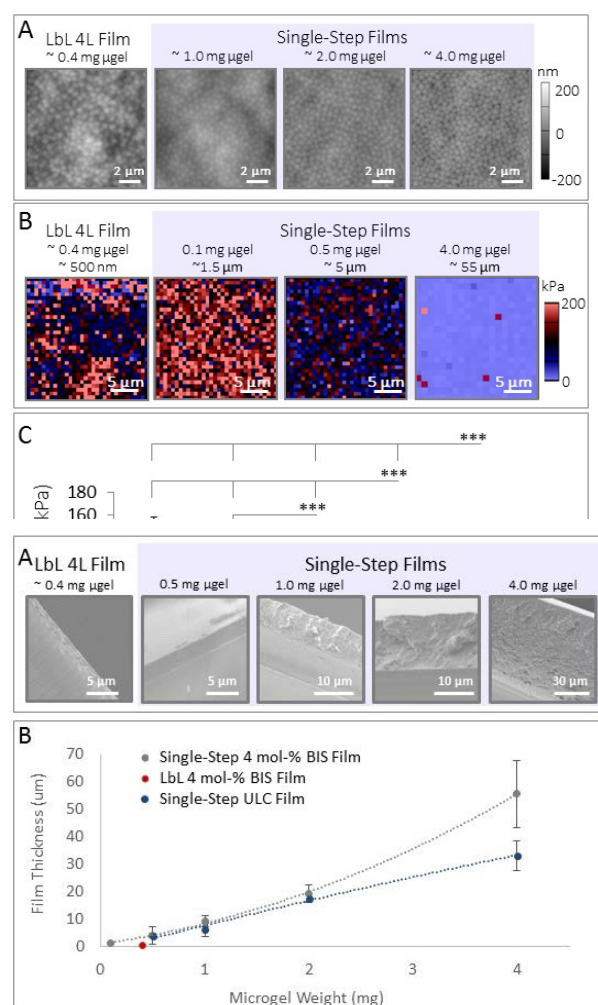 A
LbL 4L Film
~ 0.4 mg μgel
Single-Step Films
~ 1.0 mg μgel
~ 2.0 mg μgel
~ 4.0 mg μgel
nm
200
0
-200
2 μm
2 μm
2 μm
2 μm
B
LbL 4L Film
~ 0.4 mg μgel
~ 500 nm
Single-Step Films
0.1 mg μgel
~1.5 μm
0.5 mg μgel
~ 5μm
4.0 mg μgel
~ 55μm
kPa
200
0
5 μm
5 μm
5 μm
5 μm
C
***
***
***
(kPa)
180
160
A
LbL 4L Film
~ 0.4 mg μgel
Single-Step Films
0.5 mg μgel
1.0 mg μgel
2.0 mg μgel
4.0 mg μgel
5 μm
5 μm
10 μm
10 μm
30 μm
B
Single-Step 4 mol-% BIS Film
LbL 4 mol-% BIS Film
Single-Step ULC Film
Film Thickness (um)
70
60
50
40
30
20
10
0
0
1
2
3
4
Microgel Weight (mg)